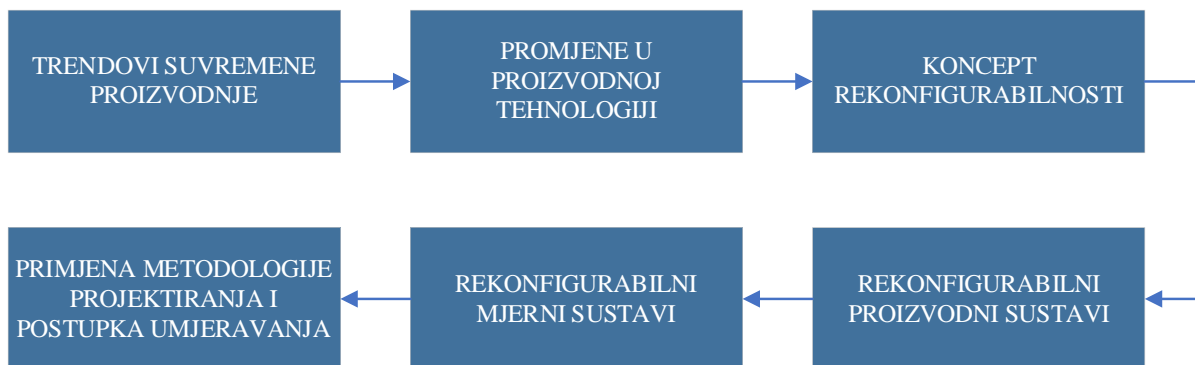 TRENDOVI SUVREMENE
PROIZVODNJE
PROMJENE U
PROIZVODNOJ
TEHNOLOGIJI
KONCEPT
REKONFIGURABILNOSTI
REKONFIGURABILNI
PROIZVODNI SUSTAVI
REKONFIGURABILNI
MJERNI SUSTAVI
PRIMJENA METODOLOGIJE
PROJEKTIRANJA I
POSTUPKA UMJERAVANJA